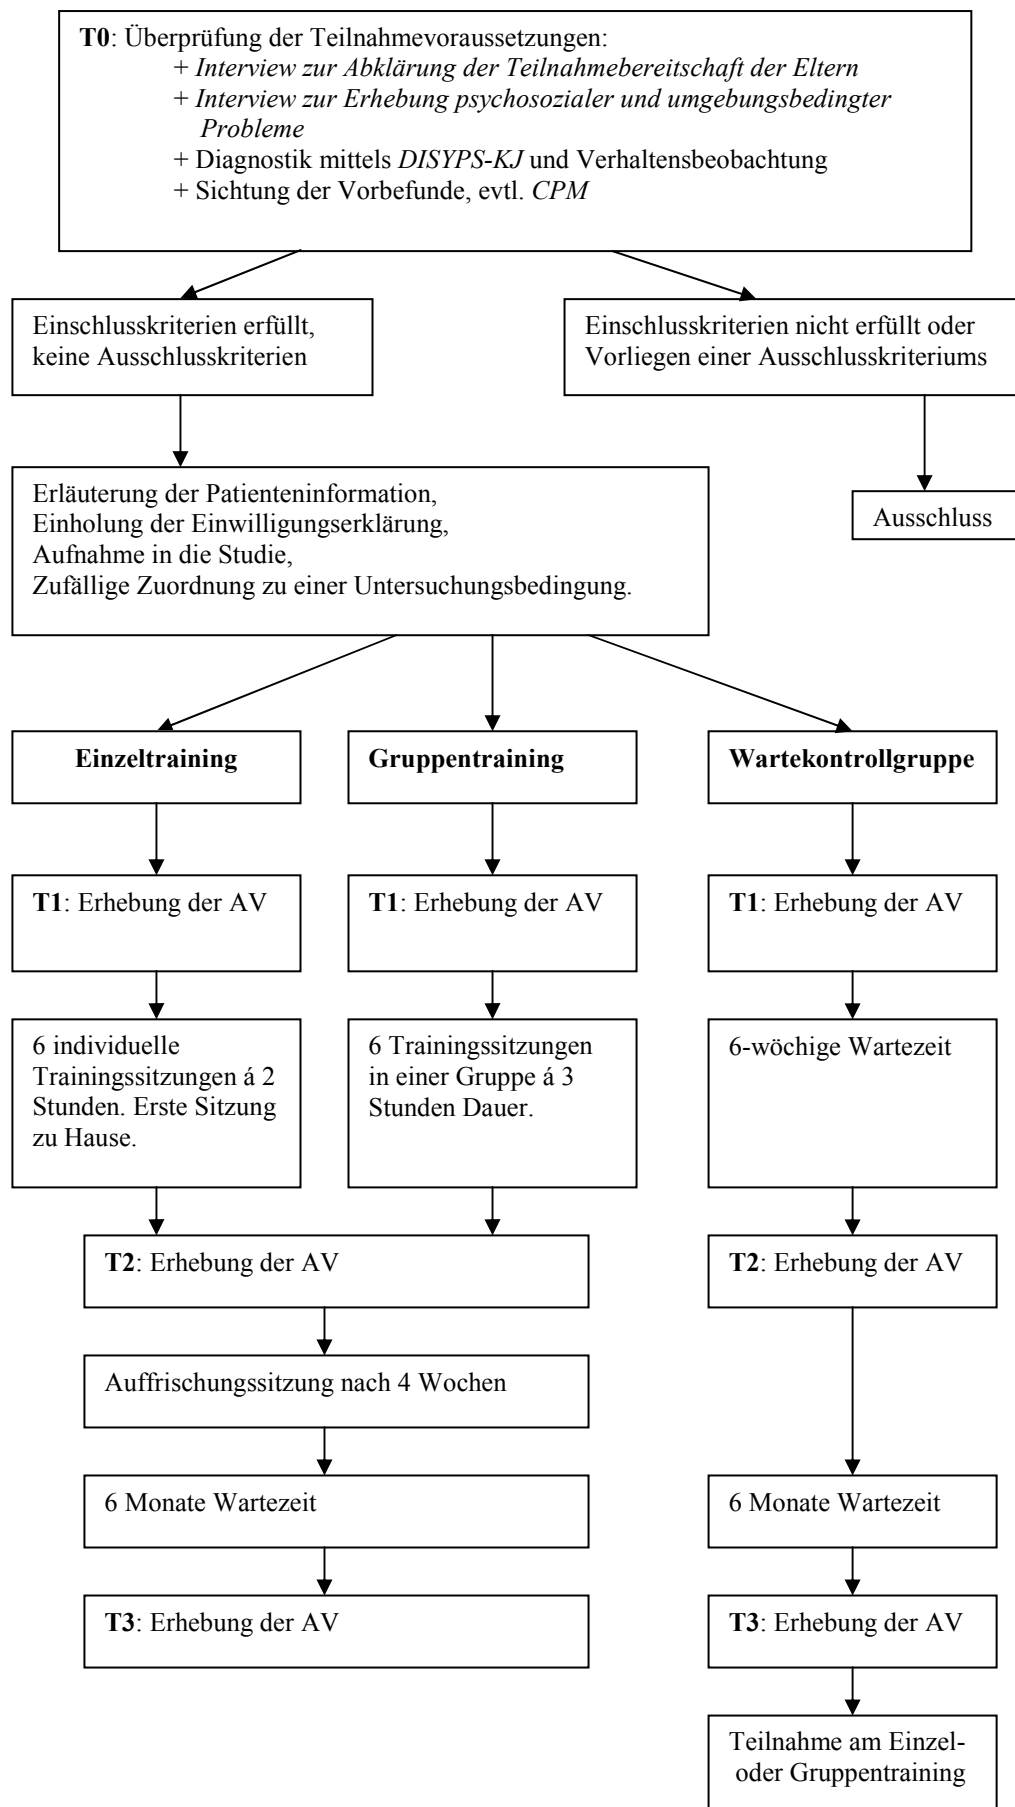 T0: Überprüfung der Teilnahmevoraussetzungen:
+ Interview zur Abklärung der Teilnahmebereitschaft der Eltern
+ Interview zur Erhebung psychosozialer und umgebungsbedingter
Probleme
+ Diagnostik mittels DISYPS-KJ und Verhaltensbeobachtung
+ Sichtung der Vorbefunde, evtl. CPM
Einschlusskriterien erfüllt,
keine Ausschlusskriterien
Einschlusskriterien nicht erfüllt oder
Vorliegen einer Ausschlusskriteriums
Erläuterung der Patienteninformation,
Einholung der Einwilligungserklärung,
Aufnahme in die Studie,
Zufällige Zuordnung zu einer Untersuchungsbedingung.
Ausschluss
Einzeltraining
Gruppentraining
Wartekontrollgruppe
T1: Erhebung der AV
T1: Erhebung der AV
T1: Erhebung der AV
6 individuelle
Trainingssitzungen á 2
Stunden. Erste Sitzung
zu Hause.
6 Trainingssitzungen
in einer Gruppe á 3
Stunden Dauer.
6-wöchige Wartezeit
T2: Erhebung der AV
T2: Erhebung der AV
Auffrischungssitzung nach 4 Wochen
6 Monate Wartezeit
6 Monate Wartezeit
T3: Erhebung der AV
T3: Erhebung der AV
Teilnahme am Einzel-
oder Gruppentraining